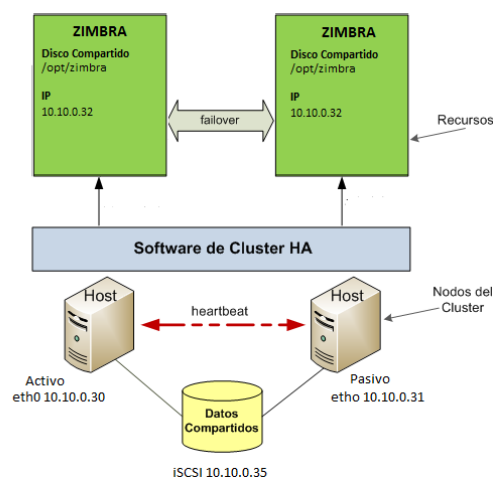 ZIMBRA
Disco Compartido
/opt/zimbra
IP
10.10.0.32
failover
ZIMBRA
Disco Compartido
/opt/zimbra
IP
10.10.0.32
Recursos
Software de Cluster HA
Host
heartbeat
Host
Nodos del
Cluster
Activo
eth0 10.10.0.30
Pasivo
etho 10.10.0.31
Datos
Compartidos
iSCSI 10.10.0.35